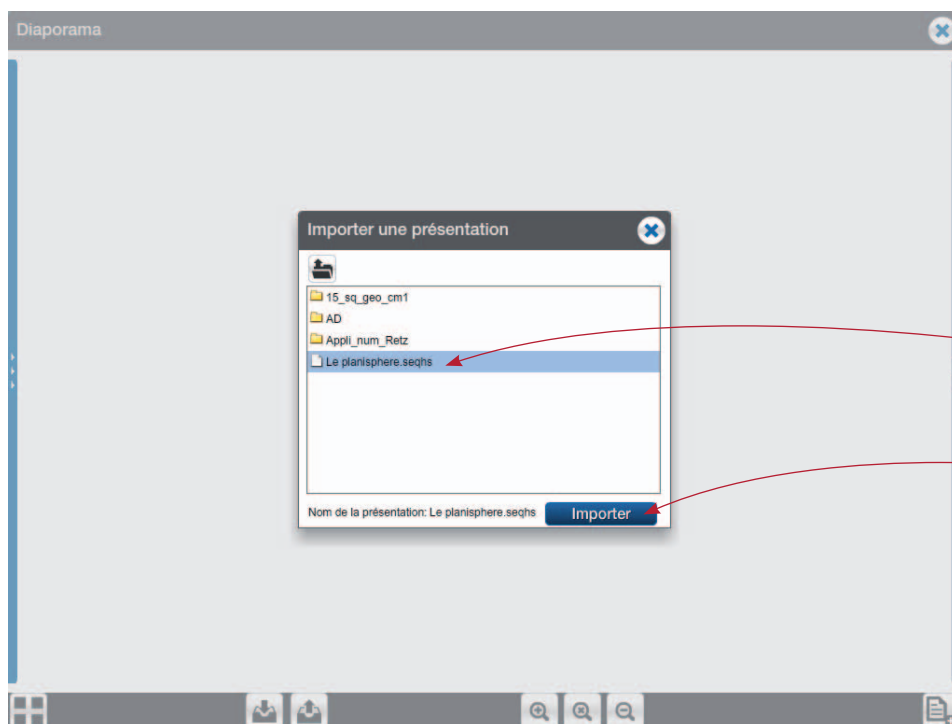 Diaporama
Importer une présentation
15_sq_geo_cm1
AD
Appli_num_Retz
Le planisphere.seqhs
Nom de la présentation: Le planisphere.seqhs
Importer